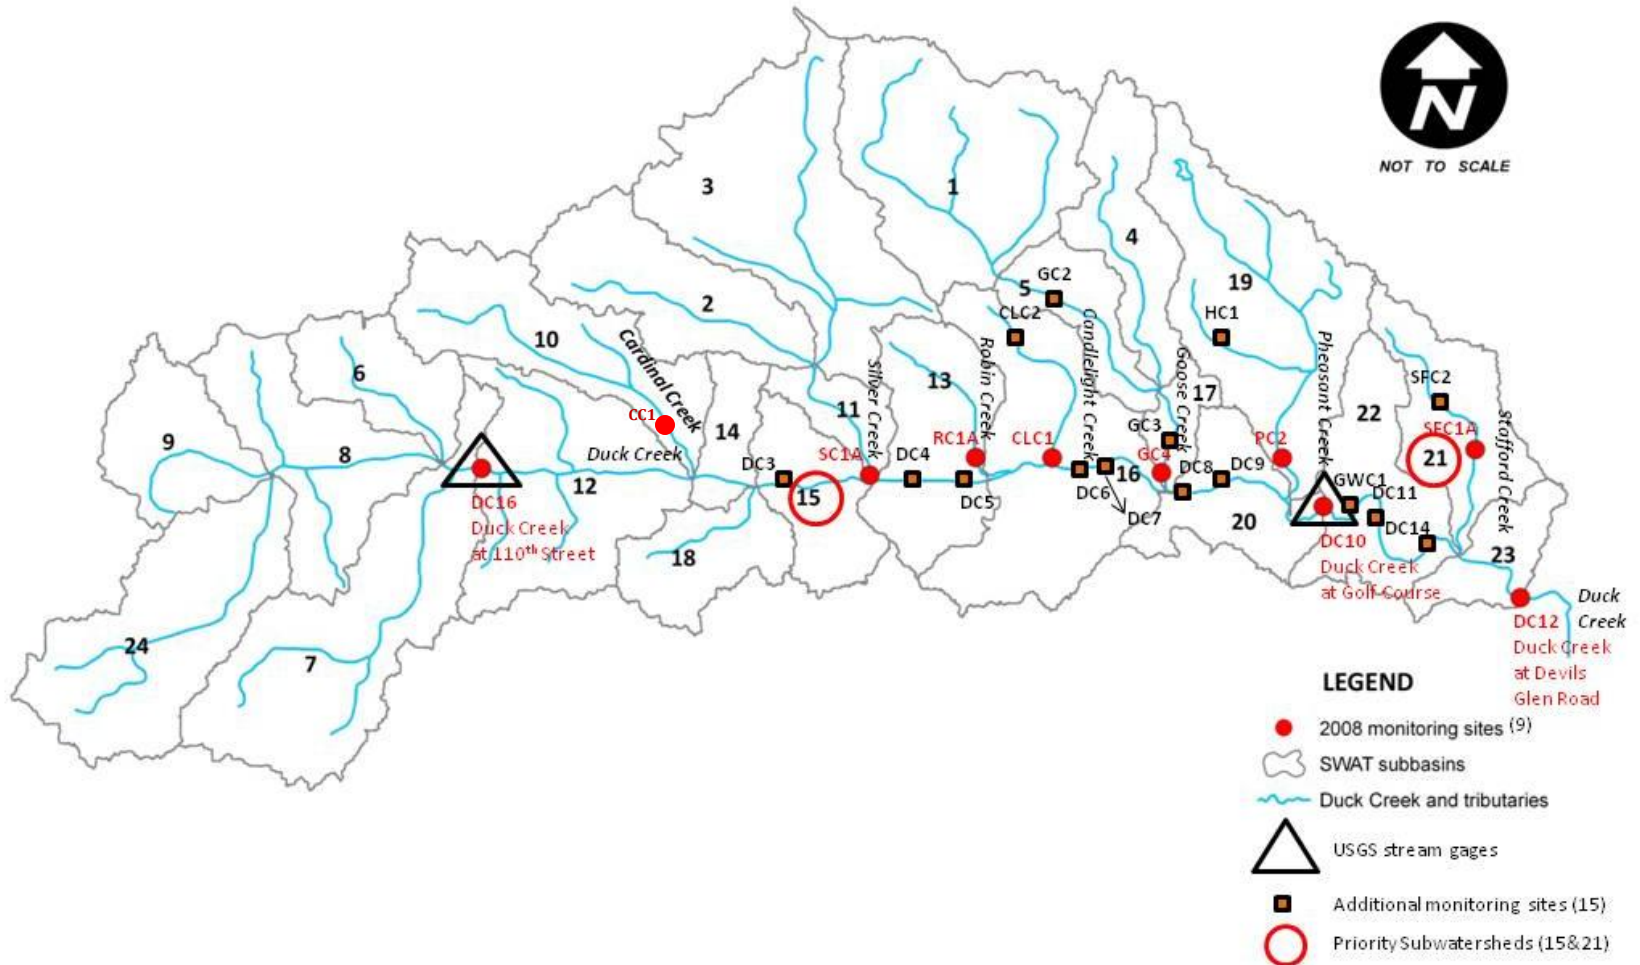 N
NOT TO SCALE
3
1
4
19
5
GC2
CLC2
HC1
2
10
Cardinal Creek
CC1
6
9
8
14
11
Silver Creek
13
Robin Creek
Candlelight Creek
Goose Creek
17
Pheasant Creek
22
SFC2
SFC1A
21
Stafford Creek
Duck Creek
DC3
15
SC1A
DC4
RC1A
DC5
CLC1
DC6
DC7
16
GC3
GC4
DC8
DC9
PC2
20
GWC1
DC11
DC14
DC10
Duck Creek
at Golf Course
23
Duck
Creek
DC12
Duck Creek
at Devils
Glen Road
12
DC16
Duck Creek
at 110th Street
18
24
7
LEGEND
2008 monitoring sites (9)
SWAT subbasins
Duck Creek and tributaries
USGS stream gages
Additional monitoring sites (15)
Priority Subwatersheds (15&21)